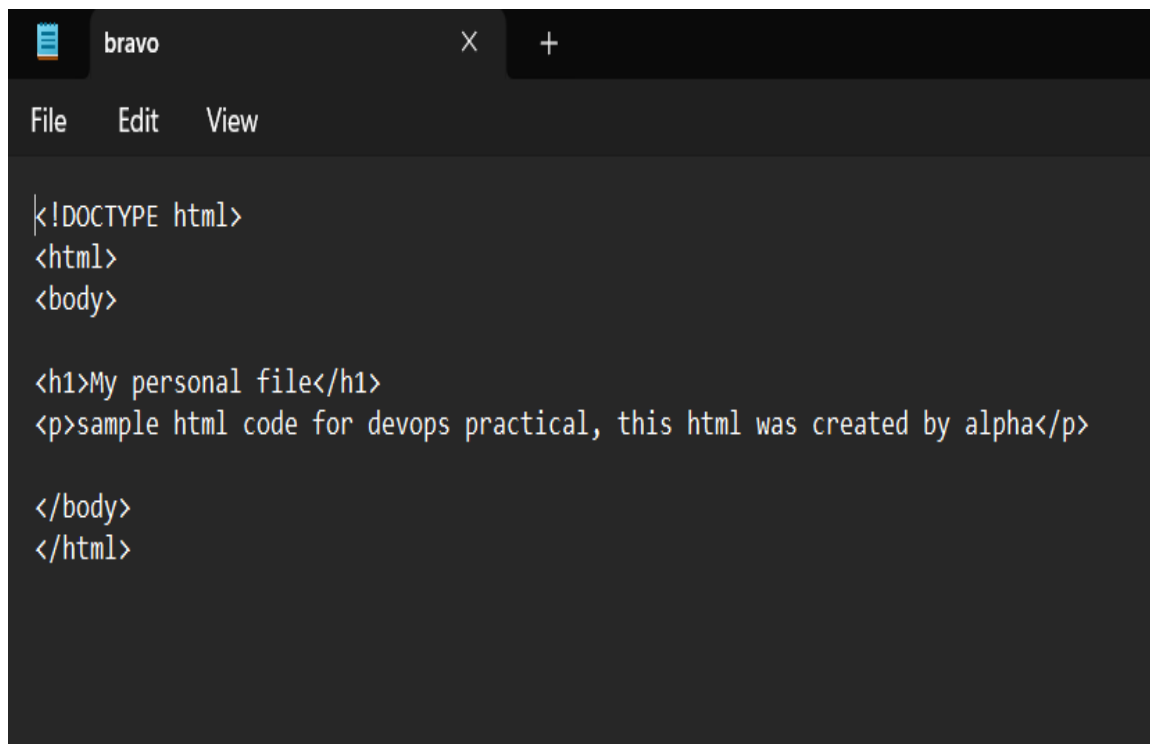 bravo
File Edit View
<!DOCTYPE html>
<html>
<body>
<h1>My personal file</h1>
<p>sample html code for devops practical, this html was created by alpha</p>
</body>
</html>